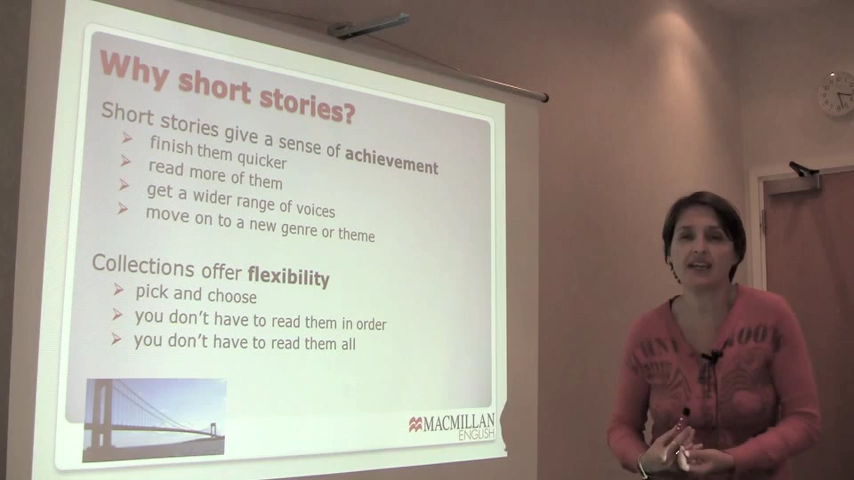 Why short stories?
Short stories give a sense of achievement
finish them quicker
read more of them
get a wider range of voices
move on to a new genre or theme
Collections offer flexibility
pick and choose
you don't have to read them in order
you don't have to read them all
MACMILLAN
ENGLISH